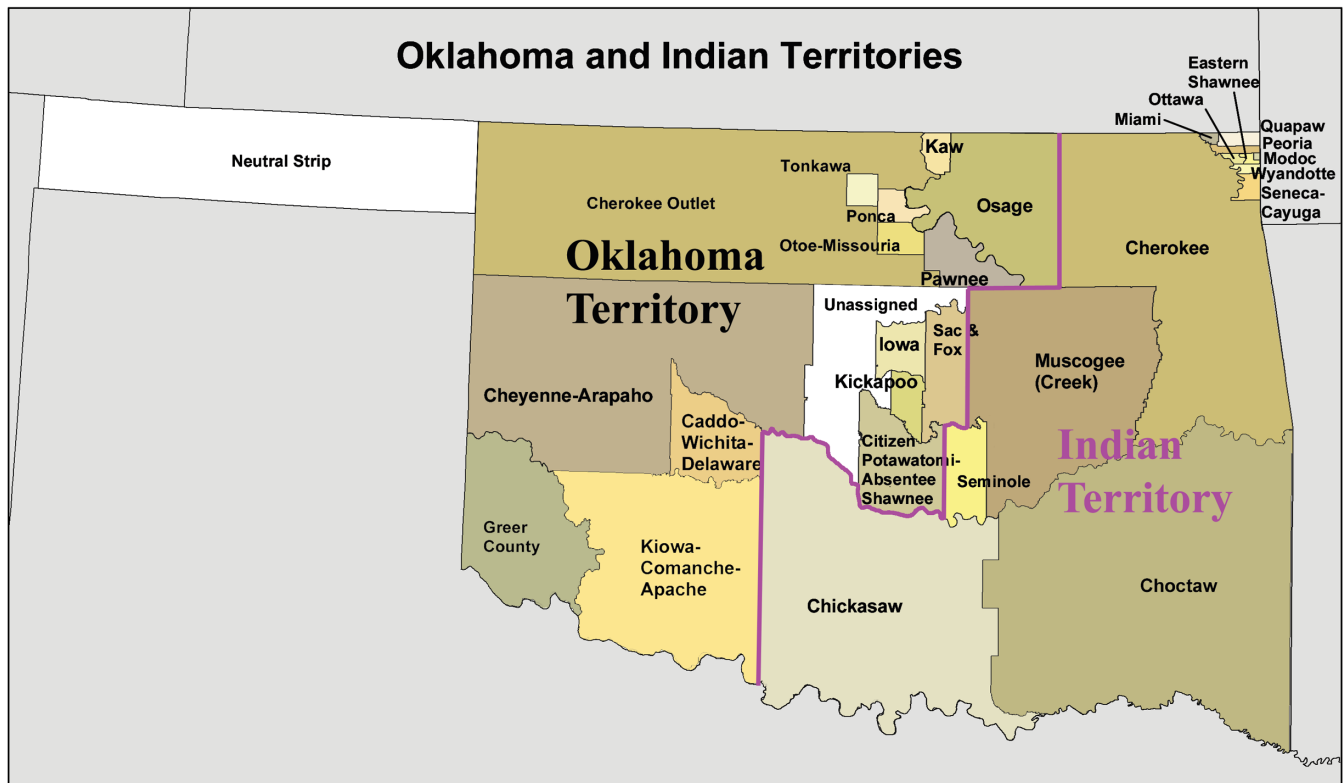 Oklahoma and Indian Territories
Eastern
Shawnee
Ottawa
Miami
Quapaw
Peoria
Modoc
Wyandotte
Seneca-
Cayuga
Neutral Strip
Kaw
Tonkawa
Cherokee Outlet
Ponca
Osage
Otoe-Missouria
Cherokee
Oklahoma
Territory
Pawnee
Unassigned
Iowa
Sac &
Fox
Kickapoo
Muscogee
(Creek)
Cheyenne-Arapaho
Caddo-
Wichita-
Delaware
Citizen
Potawatomi-
Absentee
Shawnee
Seminole
Indian
Territory
Greer
County
Kiowa-
Comanche-
Apache
Chickasaw
Choctaw